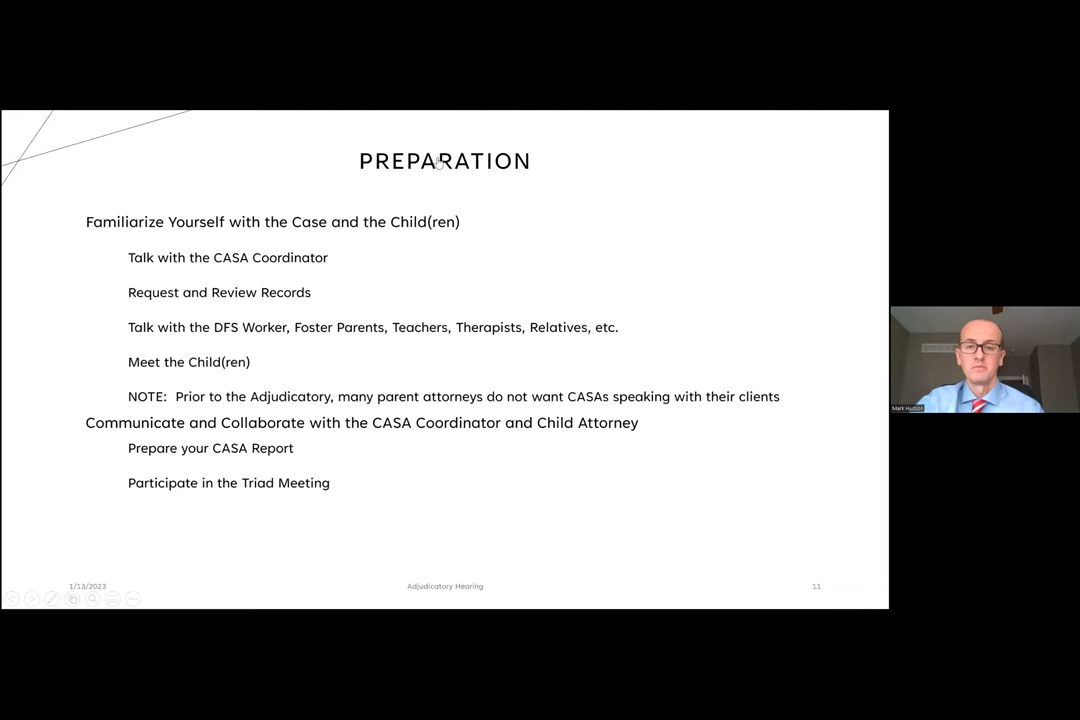 PREPARATION
Familiarize Yourself with the Case and the Child(ren)
Talk with the CASA Coordinator
Request and Review Records
Talk with the DFS Worker, Foster Parents, Teachers, Therapists, Relatives, etc.
Meet the Child(ren)
NOTE: Prior to the Adjudicatory, many parent attorneys do not want CASAs speaking with their clients
Communicate and Collaborate with the CASA Coordinator and Child Attorney
Prepare your CASA Report
Participate in the Triad Meeting
1/13/2023
Adjudicatory Hearing
11
Mark Hudson